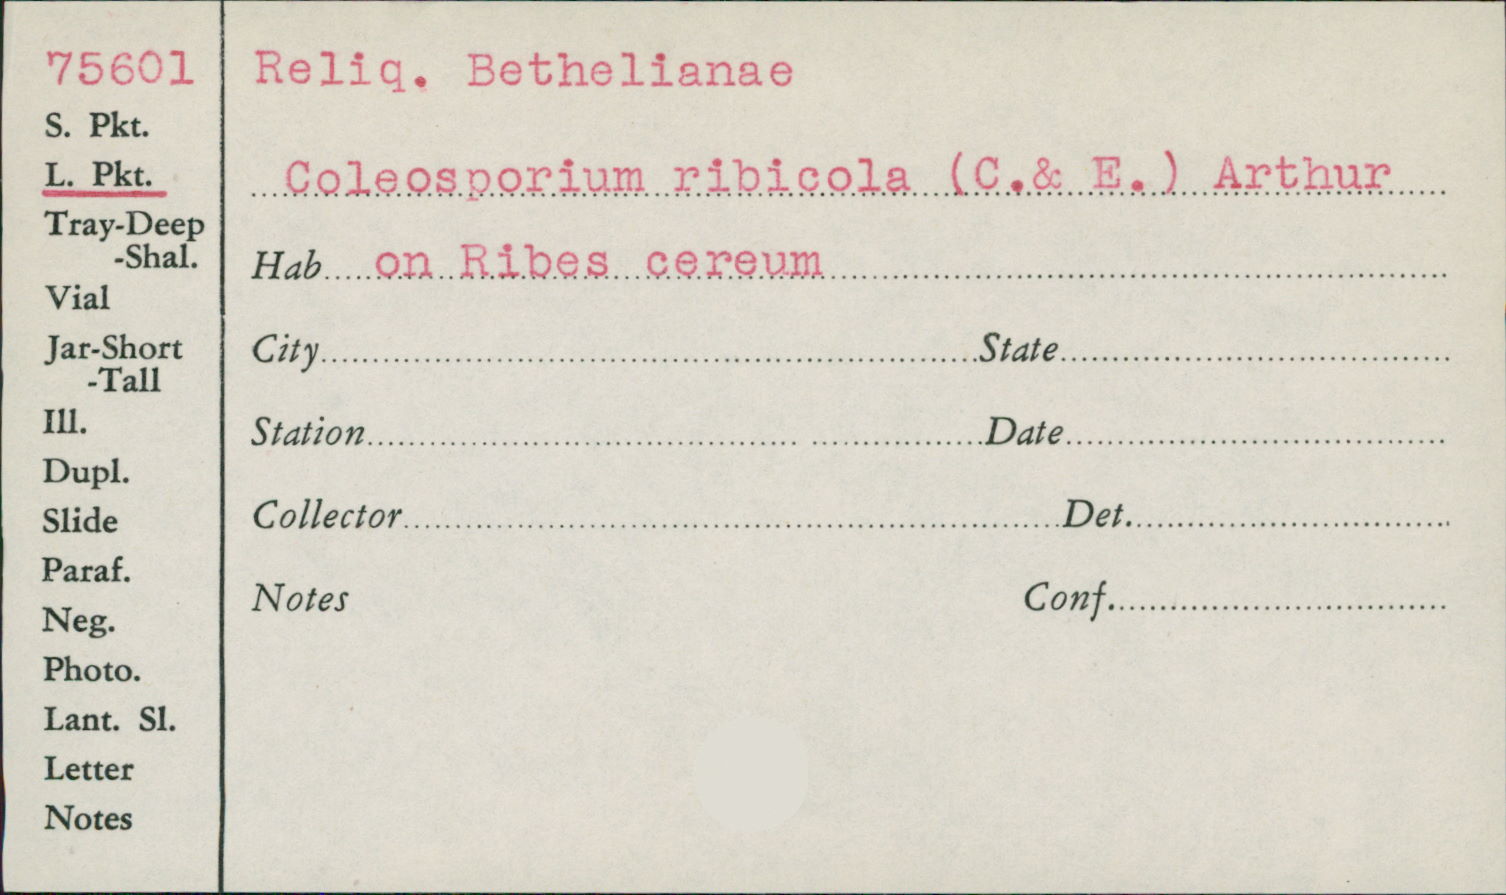 75601
Reliq. Bethelianae
S. Pkt.
L. Pkt.
Coleosporium ribicola (C.& E.) Arthur
Tray-Deep
-Shal.
Hab on Ribes cereum
Vial
Jar-Short
-Tall
City State
Ill.
Station Date
Dupl.
Slide
Collector Det.
Paraf.
Neg.
Notes Conf.
Photo.
Lant. Sl.
Letter
Notes